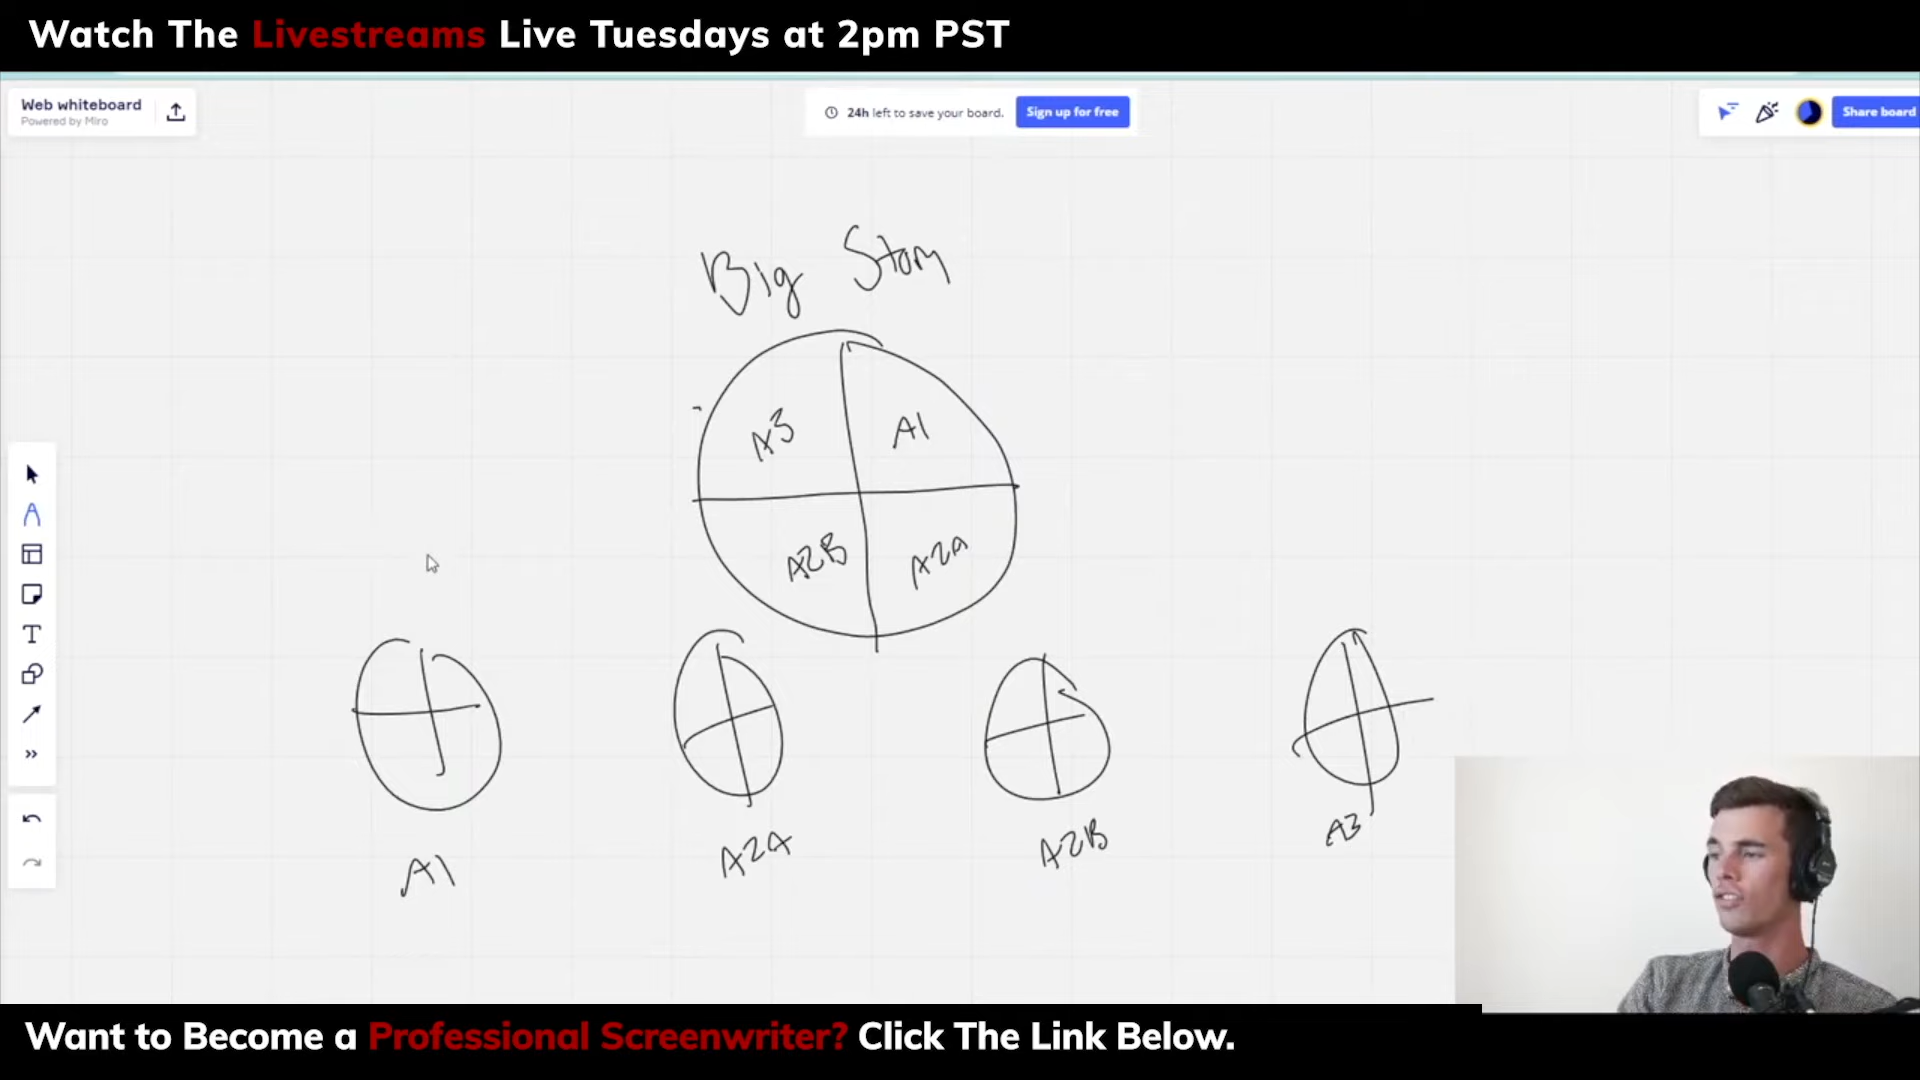 Watch The Livestreams Live Tuesdays at 2pm PST
Web whiteboard
Powered by Miro
24h left to save your board.
Sign up for free
Share board
Big Story
A3
A1
A2B
A2A
A1
A2A
A2B
A3
Want to Become a Professional Screenwriter? Click The Link Below.